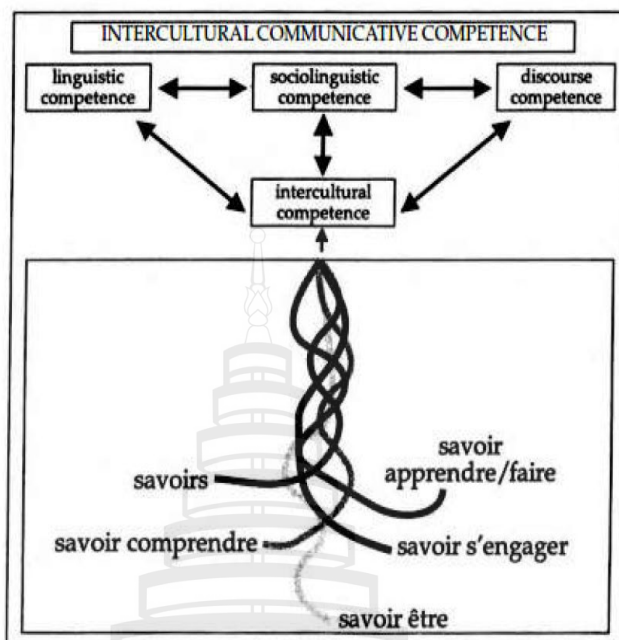 INTERCULTURAL COMMUNICATIVE COMPETENCE
linguistic
competence
sociolinguistic
competence
discourse
competence
intercultural
competence
savoir
apprendre/faire
savoirs
savoir comprendre
savoir s'engager
savoir être